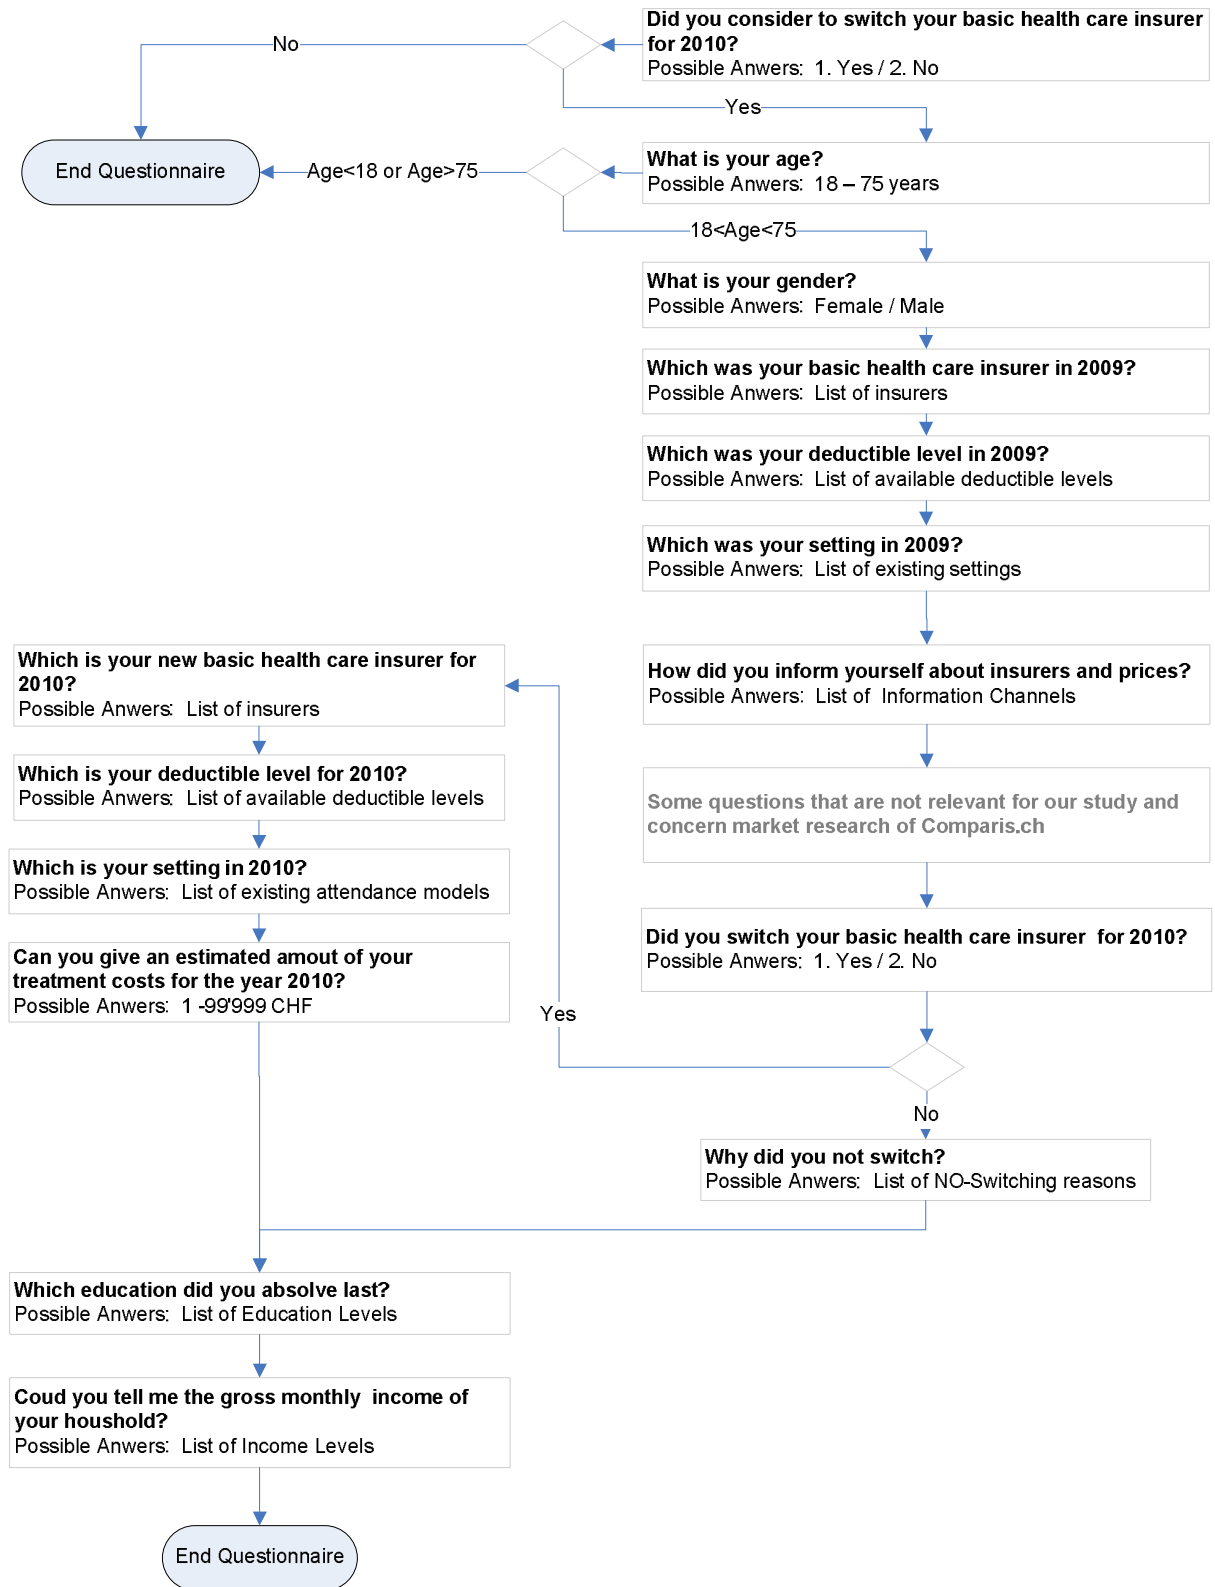 Did you consider to switch your basic health care insurer
for 2010?
Possible Anwers:  1. Yes / 2. No
No
Yes
End Questionnaire
Age<18 or Age>75
What is your age?
Possible Anwers:  18 – 75 years
18<Age<75
What is your gender?
Possible Anwers:  Female / Male
Which was your basic health care insurer in 2009?
Possible Anwers:  List of insurers
Which was your deductible level in 2009?
Possible Anwers:  List of available deductible levels
Which was your setting in 2009?
Possible Anwers:  List of existing settings
How did you inform yourself about insurers and prices?
Possible Anwers:  List of  Information Channels
Some questions that are not relevant for our study and
concern market research of Comparis.ch
Did you switch your basic health care insurer  for 2010?
Possible Anwers:  1. Yes / 2. No
Yes
No
Which is your new basic health care insurer for
2010?
Possible Anwers:  List of insurers
Which is your deductible level for 2010?
Possible Anwers:  List of available deductible levels
Which is your setting in 2010?
Possible Anwers:  List of existing attendance models
Can you give an estimated amout of your
treatment costs for the year 2010?
Possible Anwers:  1 -99'999 CHF
Why did you not switch?
Possible Anwers:  List of NO-Switching reasons
Which education did you absolve last?
Possible Anwers:  List of Education Levels
Coud you tell me the gross monthly  income of
your houshold?
Possible Anwers:  List of Income Levels
End Questionnaire